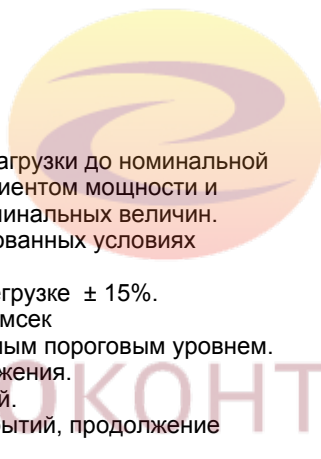 агрузки до номинальной
иентом мощности и
минальных величин.
ованных условиях
егрузке ± 15%.
мсек
ным пороговым уровнем.
жения.
й.
ОКОНТ
ытий, продолжение